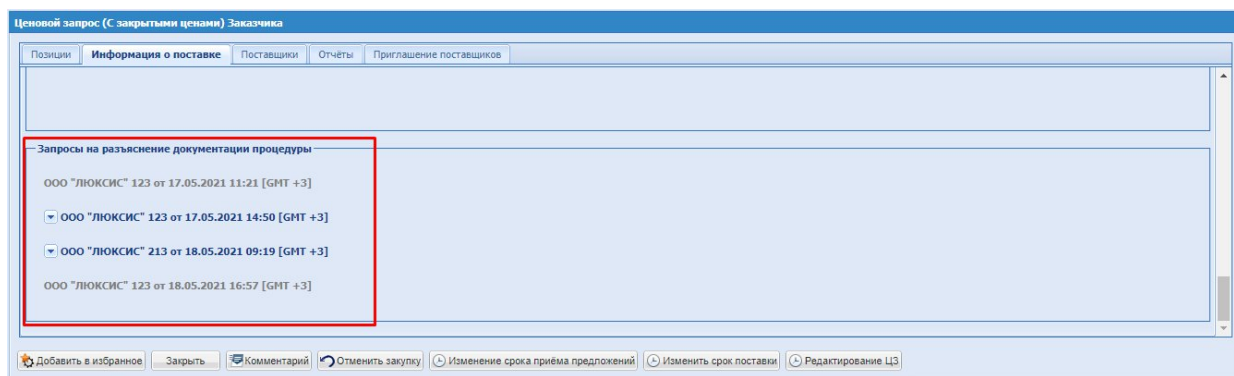 Ценовой запрос (С закрытыми ценами) Заказчика
Позиции Информация о поставке Поставщики Отчёты Приглашение поставщиков
Запросы на разъяснение документации процедуры
ООО "ЛЮКСИС" 123 от 17.05.2021 11:21 [GMT +3]
ООО "ЛЮКСИС" 123 от 17.05.2021 14:50 [GMT +3]
ООО "ЛЮКСИС" 213 от 18.05.2021 09:19 [GMT +3]
ООО "ЛЮКСИС" 123 от 18.05.2021 16:57 [GMT +3]
Добавить в избранное Закрыть Комментарий Отменить закупку Изменение срока приёма предложений Изменить срок поставки Редактирование ЦЗ